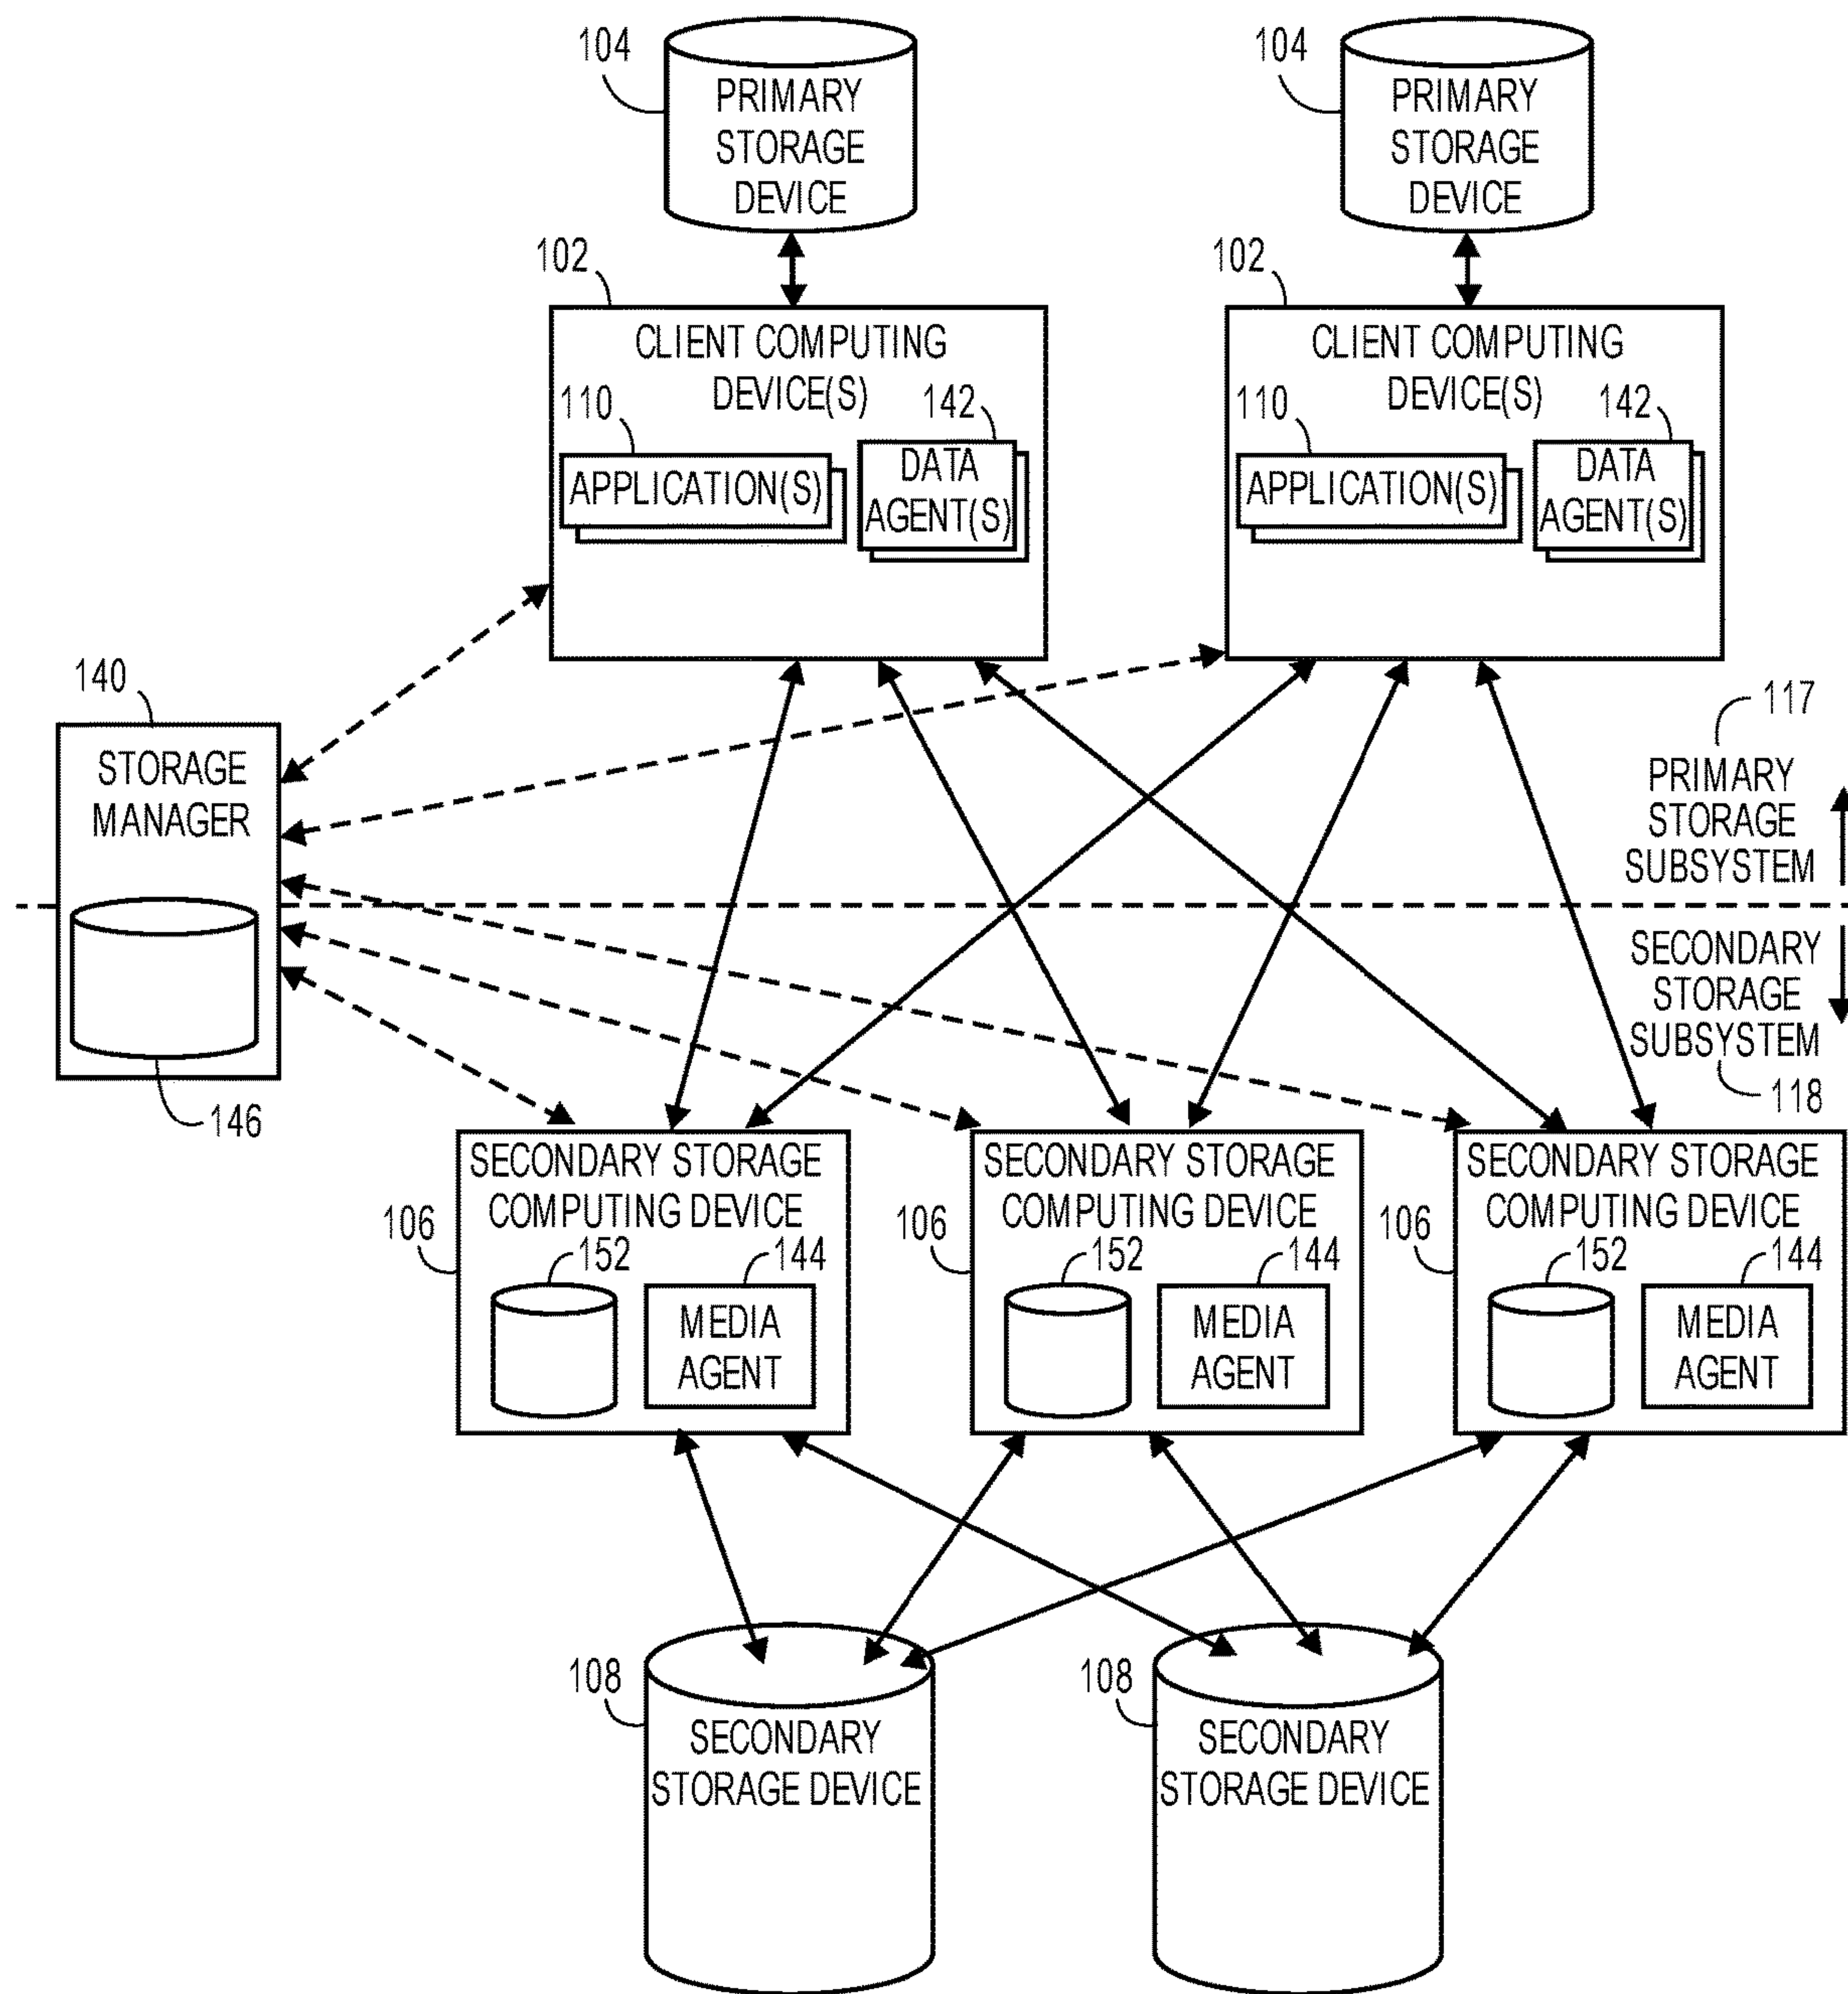 104
PRIMARY
STORAGE
DEVICE
104
PRIMARY
STORAGE
DEVICE
102
CLIENT COMPUTING
DEVICE(S)
110
142
APPLICATION(S)
DATA
AGENT(S)
102
CLIENT COMPUTING
DEVICE(S)
110
142
APPLICATION(S)
DATA
AGENT(S)
140
STORAGE
MANAGER
146
117
PRIMARY
STORAGE
SUBSYSTEM
SECONDARY
STORAGE
SUBSYSTEM
118
SECONDARY STORAGE
COMPUTING DEVICE
106
152
144
MEDIA
AGENT
SECONDARY STORAGE
COMPUTING DEVICE
106
152
144
MEDIA
AGENT
SECONDARY STORAGE
COMPUTING DEVICE
106
152
144
MEDIA
AGENT
108
SECONDARY
STORAGE DEVICE
108
SECONDARY
STORAGE DEVICE